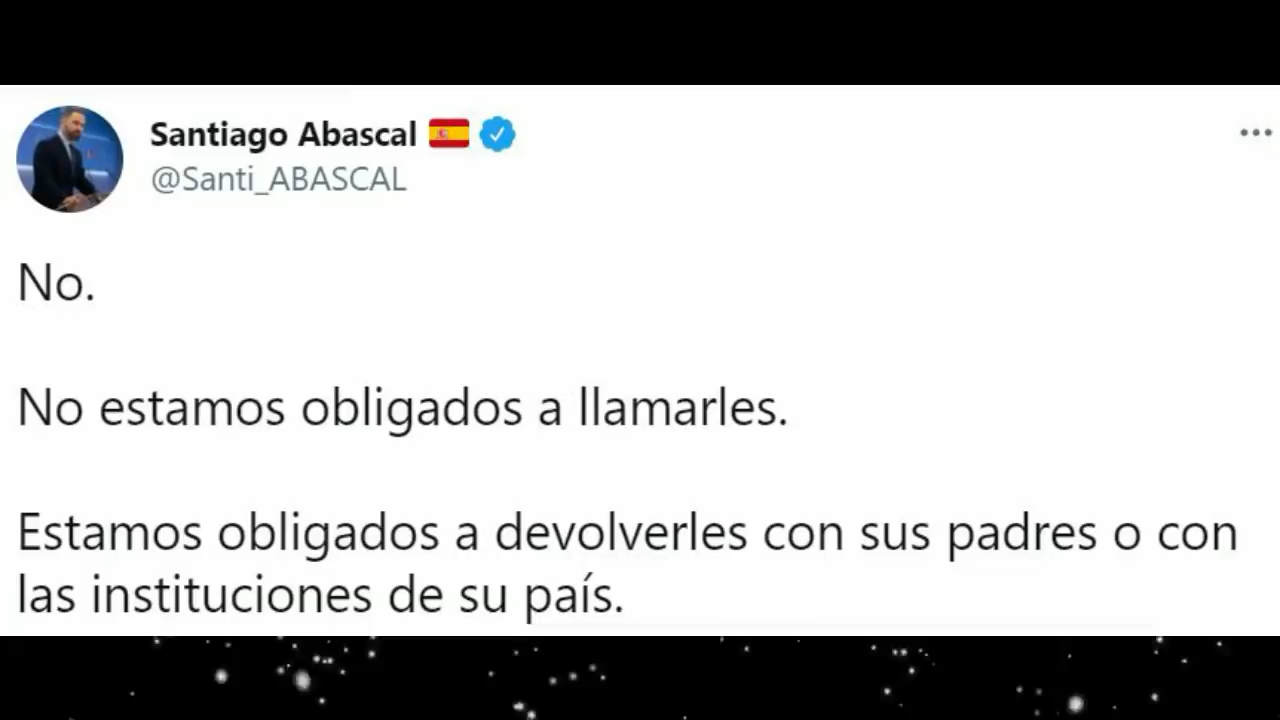 Santiago Abascal
@Santi_ABASCAL
No.
No estamos obligados a llamarles.
Estamos obligados a devolverles con sus padres o con
las instituciones de su país.